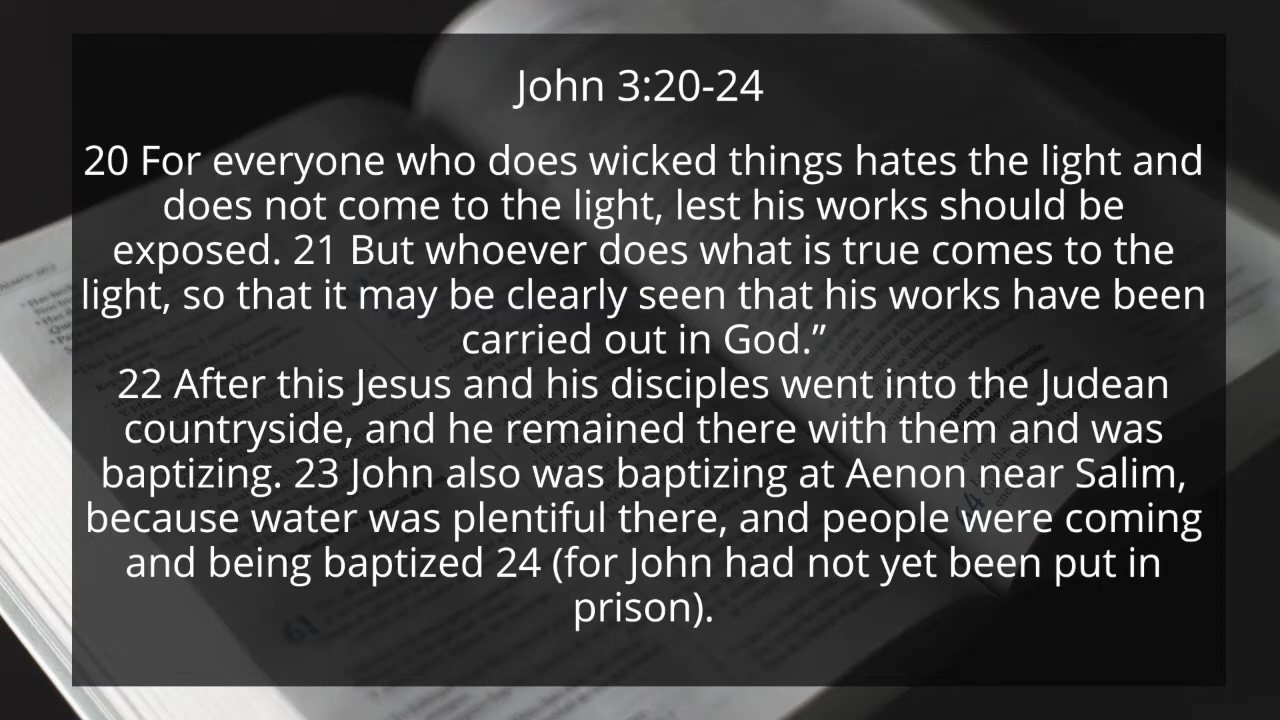 John 3:20-24
20 For everyone who does wicked things hates the light and
does not come to the light, lest his works should be
exposed. 21 But whoever does what is true comes to the
light, so that it may be clearly seen that his works have been
carried out in God.”
22 After this Jesus and his disciples went into the Judean
countryside, and he remained there with them and was
baptizing. 23 John also was baptizing at Aenon near Salim,
because water was plentiful there, and people were coming
and being baptized 24 (for John had not yet been put in
prison).